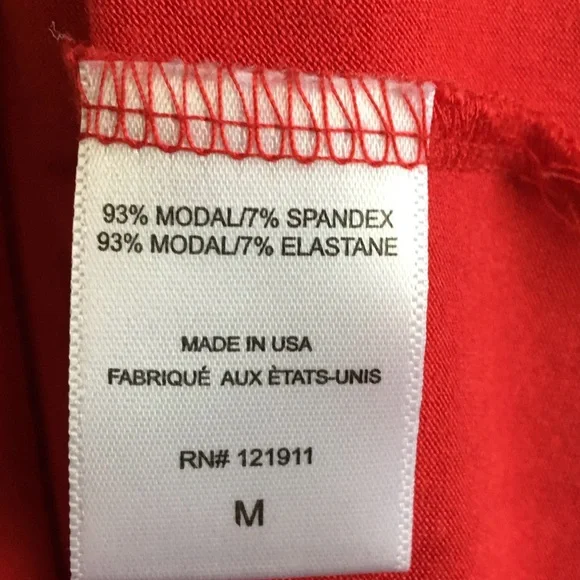 93% MODAL/7% SPANDEX
93% MODAL/7% ELASTANE
MADE IN USA
FABRIQUÉ AUX ÈTATS-UNIS
RN# 121911
M